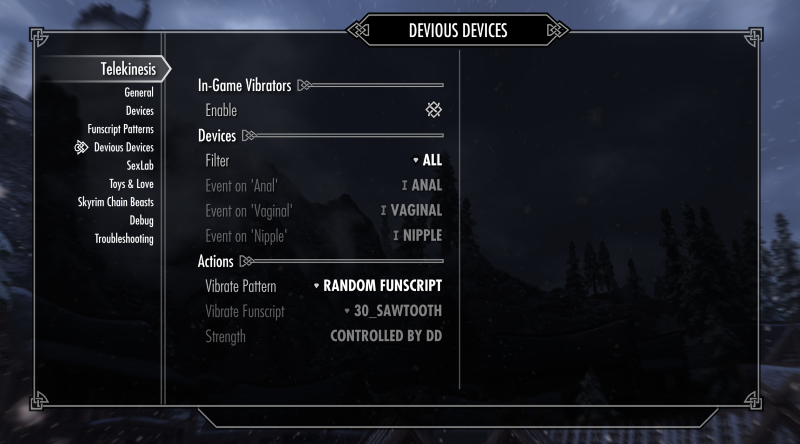 DEVIOUS DEVICES
Telekinesis
General
Devices
Funscript Patterns
Devious Devices
SexLab
Toys & Love
Skyrim Chain Beasts
Debug
Troubleshooting
In-Game Vibrators
Enable
Devices
Filter ALL
Event on 'Anal' ANAL
Event on 'Vaginal' VAGINAL
Event on 'Nipple' NIPPLE
Actions
Vibrate Pattern RANDOM FUNSCRIPT
Vibrate Funscript 30_SAWTOOTH
Strength CONTROLLED BY DD